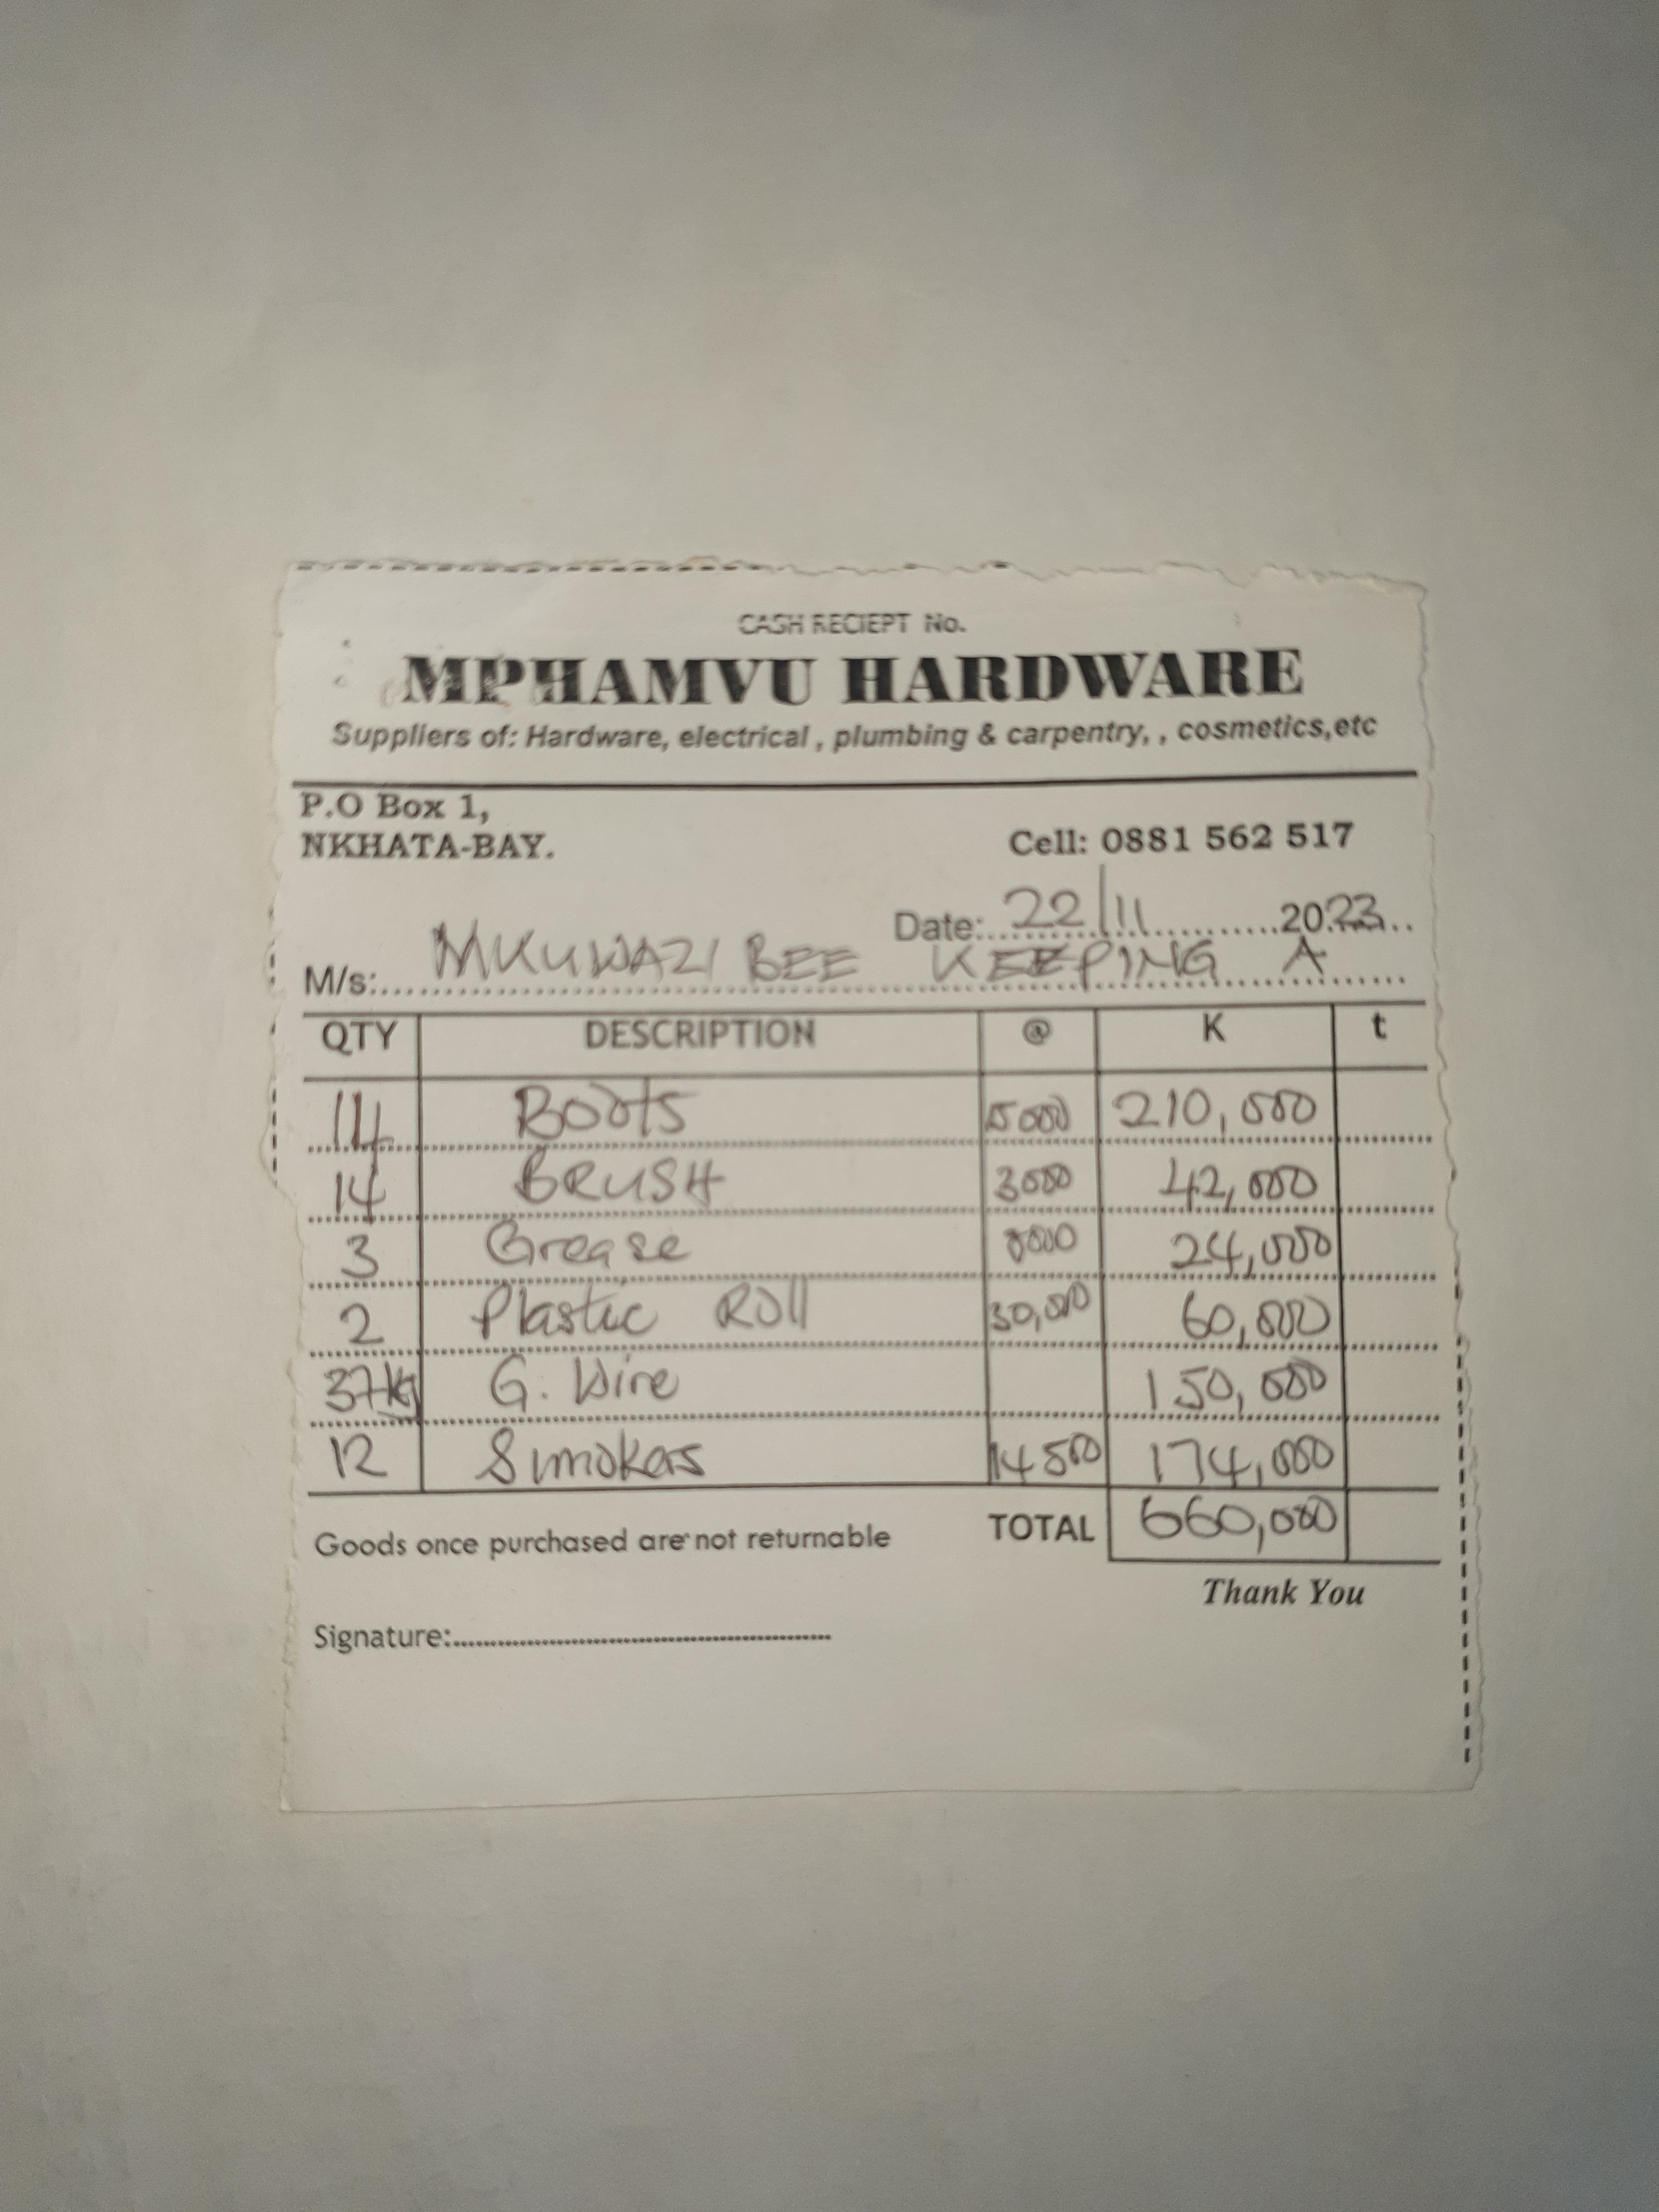 CASH RECIEPT No.
MPHAMVU HARDWARE
Suppliers of: Hardware, electrical , plumbing & carpentry, , cosmetics,etc
P.O Box 1,
NKHATA-BAY.
Cell: 0881 562 517
Date: 22/11 2023
M/s: MKUWAZI BEE KEEPING A
QTY DESCRIPTION @ K t
14 Boots 15000 210,000
14 BRUSH 3000 42,000
3 Grease 8000 24,000
2 Plastic Roll 30,000 60,000
37kg G. Wire 150,000
12 Smokers 14500 174,000
Goods once purchased are not returnable TOTAL 660,000
Thank You
Signature: